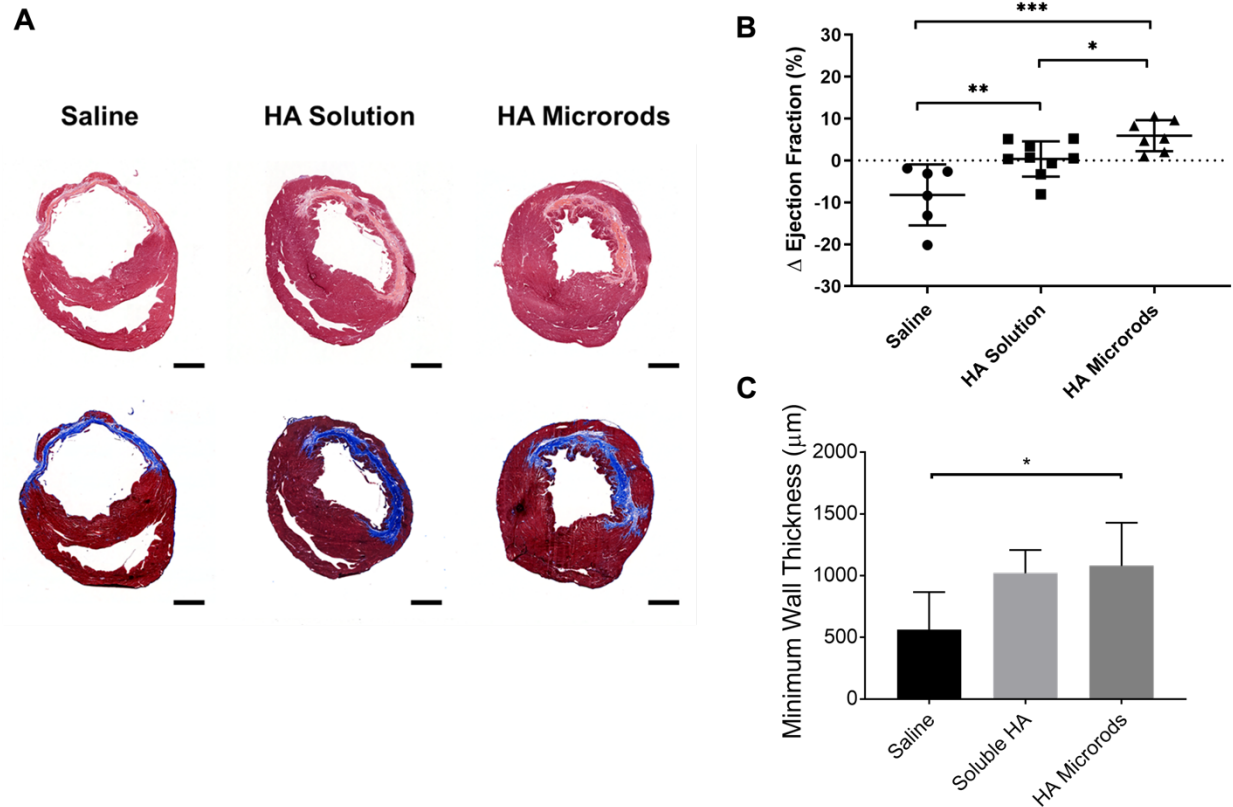 A
Saline
HA Solution
HA Microrods
B
***
*
**
Δ Ejection Fraction (%)
30
20
10
0
-10
-20
-30
Saline
HA Solution
HA Microrods
C
*
Minimum Wall Thickness (μm)
2000
1500
1000
500
0
Saline
Soluble HA
HA Microrods